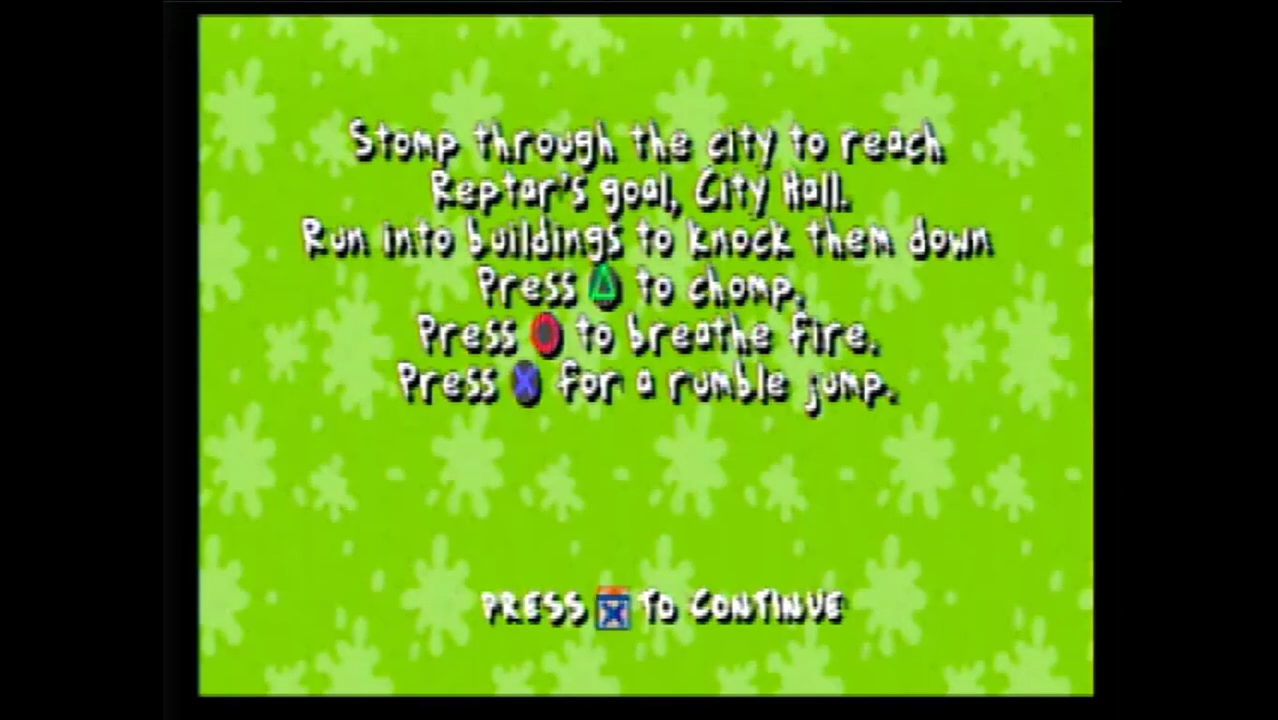 Stomp through the city to reach
Reptar's goal, City Hall.
Run into buildings to knock them down
Press △ to chomp.
Press ○ to breathe fire.
Press X for a rumble jump.
PRESS X TO CONTINUE